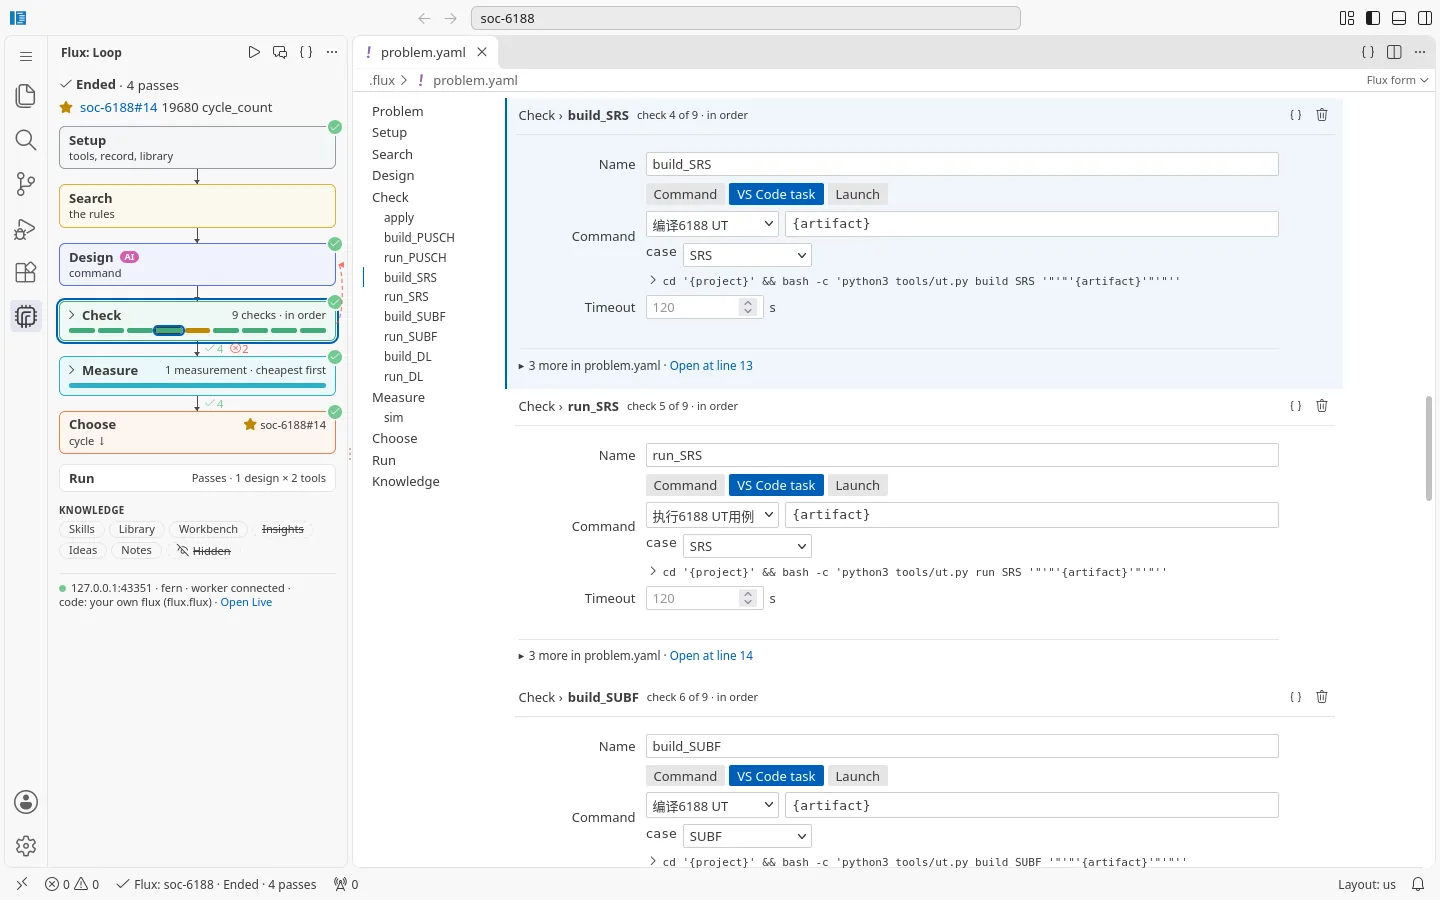 soc-6188
Flux: Loop
Ended · 4 passes
soc-6188#14 19680 cycle_count
Setup
tools, record, library
Search
the rules
Design AI
command
Check 9 checks · in order
4 2
Measure 1 measurement · cheapest first
4
Choose soc-6188#14
cycle ↓
Run Passes · 1 design × 2 tools
KNOWLEDGE
Skills Library Workbench Insights
Ideas Notes Hidden
127.0.0.1:43351 · fern · worker connected ·
code: your own flux (flux.flux) · Open Live
! problem.yaml
.flux > ! problem.yaml
Flux form
Problem
Setup
Search
Design
Check
apply
build_PUSCH
run_PUSCH
build_SRS
run_SRS
build_SUBF
run_SUBF
build_DL
run_DL
Measure
sim
Choose
Run
Knowledge
Check › build_SRS check 4 of 9 · in order { }
Name build_SRS
Command VS Code task Launch
Command 编译6188 UT {artifact}
case SRS
> cd '{project}' && bash -c 'python3 tools/ut.py build SRS '"'"'{artifact}'"'"''
Timeout 120 s
▸ 3 more in problem.yaml · Open at line 13
Check › run_SRS check 5 of 9 · in order { }
Name run_SRS
Command VS Code task Launch
Command 执行6188 UT用例 {artifact}
case SRS
> cd '{project}' && bash -c 'python3 tools/ut.py run SRS '"'"'{artifact}'"'"''
Timeout 120 s
▸ 3 more in problem.yaml · Open at line 14
Check › build_SUBF check 6 of 9 · in order { }
Name build_SUBF
Command VS Code task Launch
Command 编译6188 UT {artifact}
case SUBF
> cd '{project}' && bash -c 'python3 tools/ut.py build SUBF '"'"'{artifact}'"'"''
0 0 Flux: soc-6188 · Ended · 4 passes 0
Layout: us